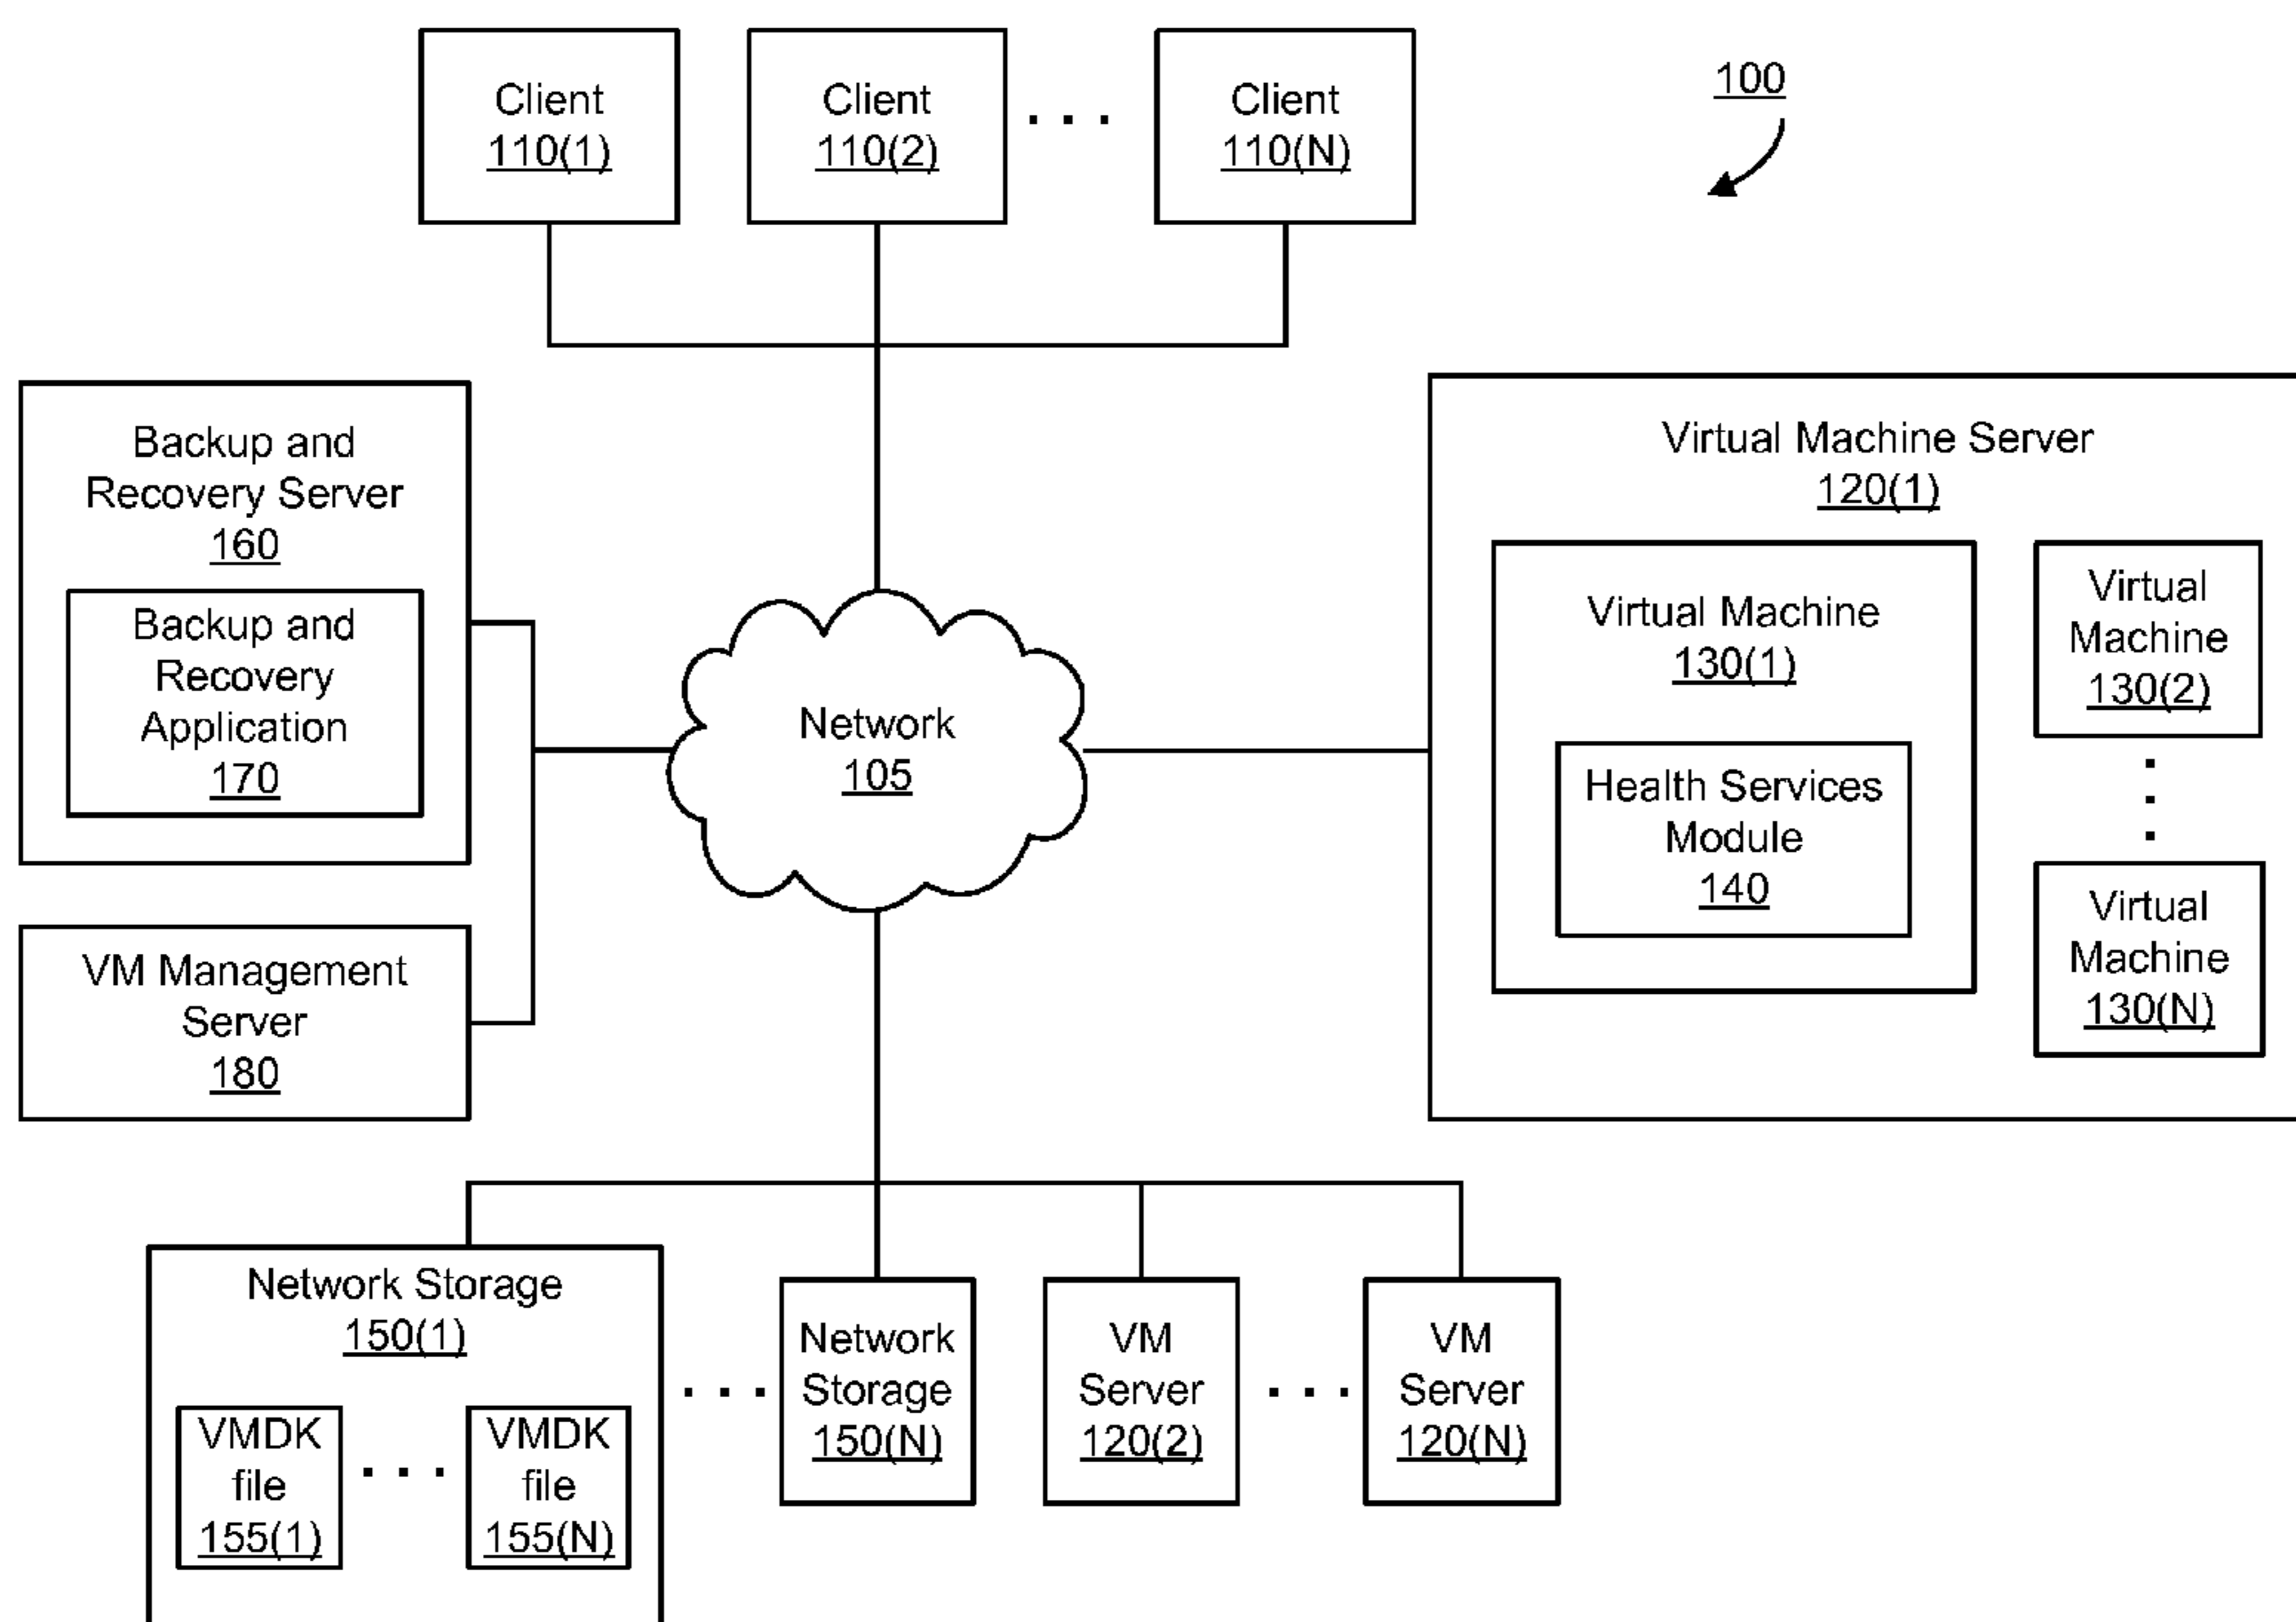 Client
110(1)
Client
110(2)
. . .
Client
110(N)
100
Backup and
Recovery Server
160
Backup and
Recovery
Application
170
VM Management
Server
180
Network
105
Virtual Machine Server
120(1)
Virtual Machine
130(1)
Health Services
Module
140
Virtual
Machine
130(2)
Virtual
Machine
130(N)
Network Storage
150(1)
VMDK
file
155(1)
. . .
VMDK
file
155(N)
. . .
Network
Storage
150(N)
VM
Server
120(2)
. . .
VM
Server
120(N)